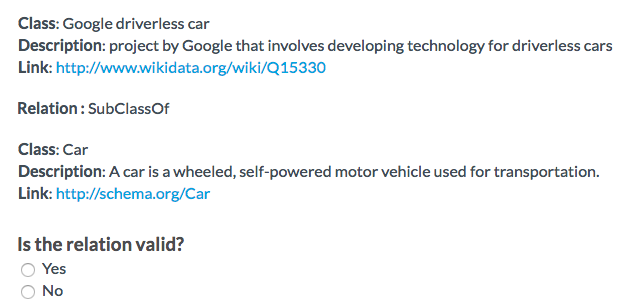 Class: Google driverless car
Description: project by Google that involves developing technology for driverless cars
Link: http://www.wikidata.org/wiki/Q15330
Relation : SubClassOf
Class: Car
Description: A car is a wheeled, self-powered motor vehicle used for transportation.
Link: http://schema.org/Car
Is the relation valid?
Yes
No